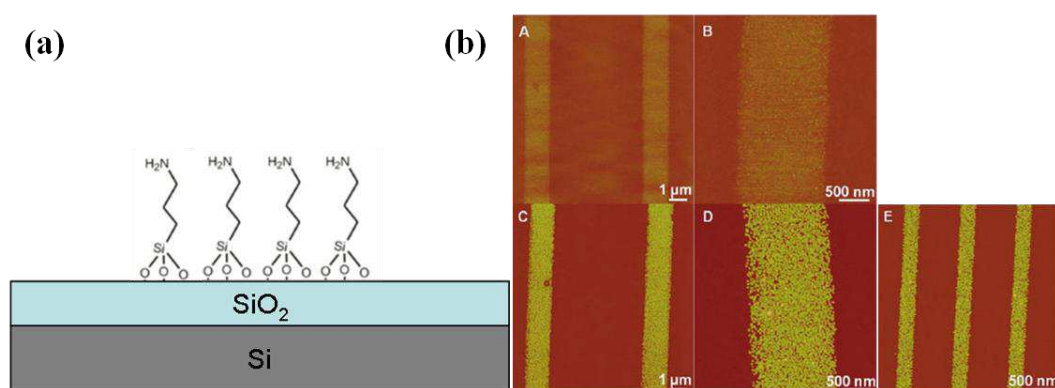 (a)
(b)
A
B
H₂N H₂N H₂N H₂N
1 µm
500 nm
C
D
E
Si Si Si Si
O O O O O O O O O O O O
SiO₂
Si
1 µm
500 nm
500 nm